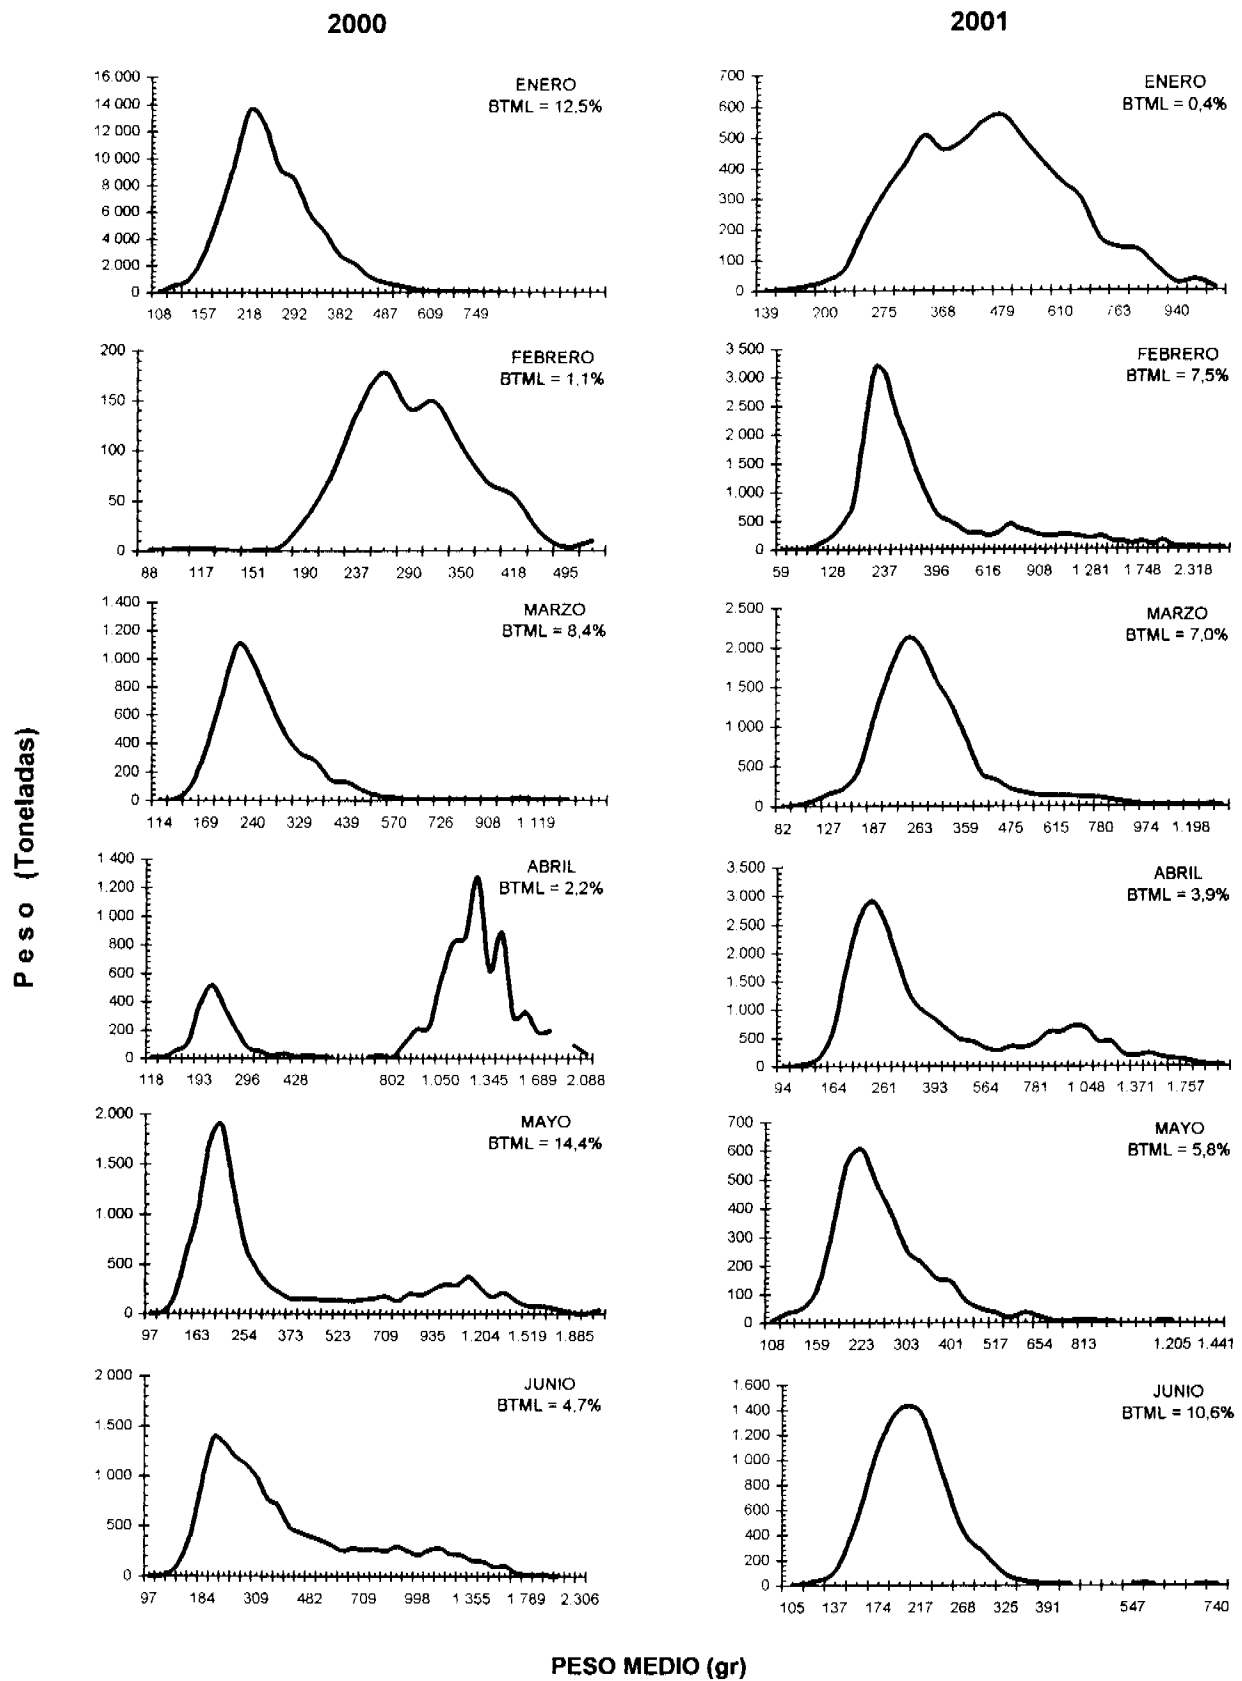 2000
2001
Peso (Toneladas)
ENERO
BTML = 12,5%
16 000
14 000
12 000
10 000
8 000
6 000
4 000
2 000
0
108 157 218 292 382 487 609 749
ENERO
BTML = 0,4%
700
600
500
400
300
200
100
0
139 200 275 368 479 610 763 940
FEBRERO
BTML = 1,1%
200
150
100
50
0
88 117 151 190 237 290 350 418 495
FEBRERO
BTML = 7,5%
3 500
3.000
2.500
2 000
1 500
1.000
500
0
59 128 237 396 616 908 1 281 1 748 2.318
MARZO
BTML = 8,4%
1.400
1.200
1.000
800
600
400
200
0
114 169 240 329 439 570 726 908 1 119
MARZO
BTML = 7,0%
2.500
2.000
1 500
1 000
500
0
82 127 187 263 359 475 615 780 974 1.198
ABRIL
BTML = 2,2%
1 400
1.200
1 000
800
600
400
200
0
118 193 296 428 802 1.050 1.345 1 689 2.088
ABRIL
BTML = 3,9%
3.500
3.000
2.500
2.000
1.500
1.000
500
0
94 164 261 393 564 781 1 048 1.371 1.757
MAYO
BTML = 14,4%
2.000
1.500
1.000
500
0
97 163 254 373 523 709 935 1.204 1.519 1.885
MAYO
BTML = 5,8%
700
600
500
400
300
200
100
0
108 159 223 303 401 517 654 813 1.205 1.441
JUNIO
BTML = 4,7%
2 000
1.500
1 000
500
0
97 184 309 482 709 998 1 355 1 789 2.306
JUNIO
BTML = 10,6%
1.600
1 400
1.200
1 000
800
600
400
200
0
105 137 174 217 268 325 391 547 740
PESO MEDIO (gr)